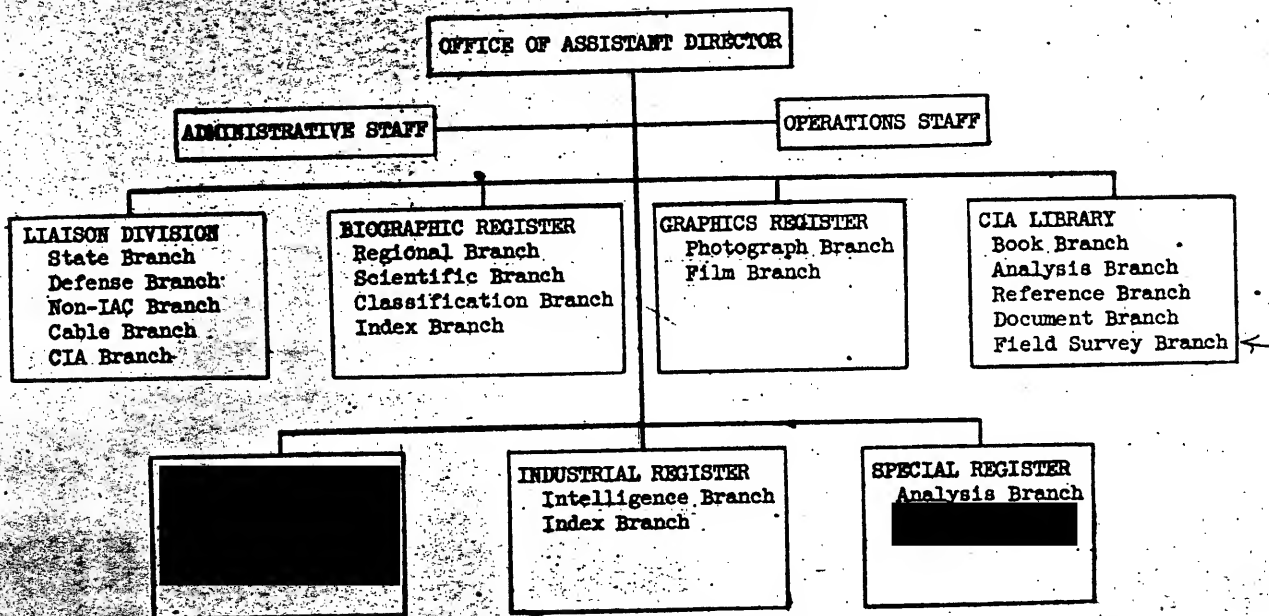 OFFICE OF ASSISTANT DIRECTOR
ADMINISTRATIVE STAFF
OPERATIONS STAFF
LIAISON DIVISION
State Branch
Defense Branch
Non-IAC Branch
Cable Branch
CIA Branch
BIOGRAPHIC REGISTER
Regional Branch
Scientific Branch
Classification Branch
Index Branch
GRAPHICS REGISTER
Photograph Branch
Film Branch
CIA LIBRARY
Book Branch
Analysis Branch
Reference Branch
Document Branch
Field Survey Branch
INDUSTRIAL REGISTER
Intelligence Branch
Index Branch
SPECIAL REGISTER
Analysis Branch